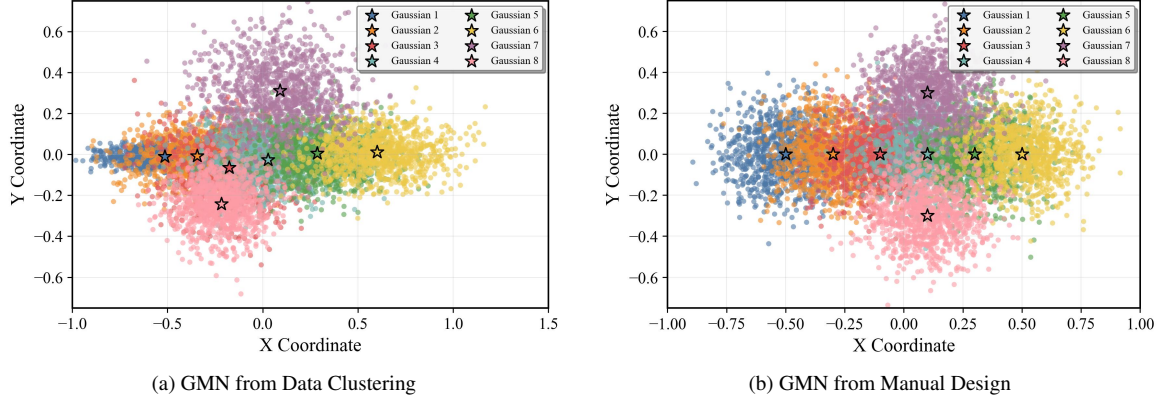 Y Coordinate
0.6
0.4
0.2
0.0
−0.2
−0.4
−0.6
Gaussian 1
Gaussian 2
Gaussian 3
Gaussian 4
Gaussian 5
Gaussian 6
Gaussian 7
Gaussian 8
−1.0 −0.5 0.0 0.5 1.0 1.5
X Coordinate
(a) GMN from Data Clustering
Y Coordinate
0.6
0.4
0.2
0.0
−0.2
−0.4
−0.6
Gaussian 1
Gaussian 2
Gaussian 3
Gaussian 4
Gaussian 5
Gaussian 6
Gaussian 7
Gaussian 8
−1.00 −0.75 −0.50 −0.25 0.00 0.25 0.50 0.75 1.00
X Coordinate
(b) GMN from Manual Design